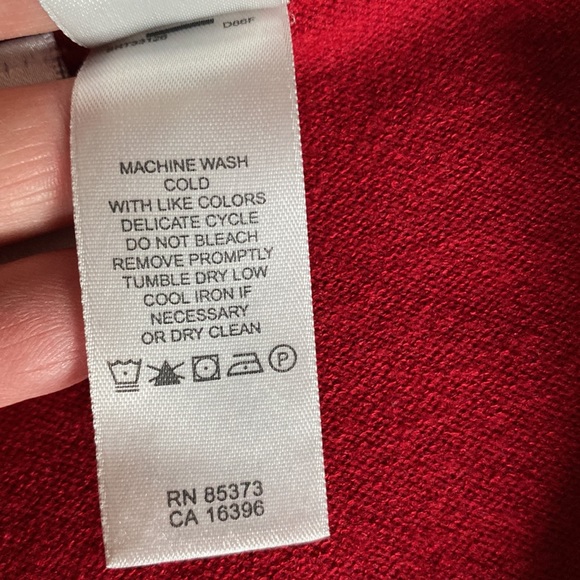 D86F
MACHINE WASH
COLD
WITH LIKE COLORS
DELICATE CYCLE
DO NOT BLEACH
REMOVE PROMPTLY
TUMBLE DRY LOW
COOL IRON IF
NECESSARY
OR DRY CLEAN
P
RN 85373
CA 16396